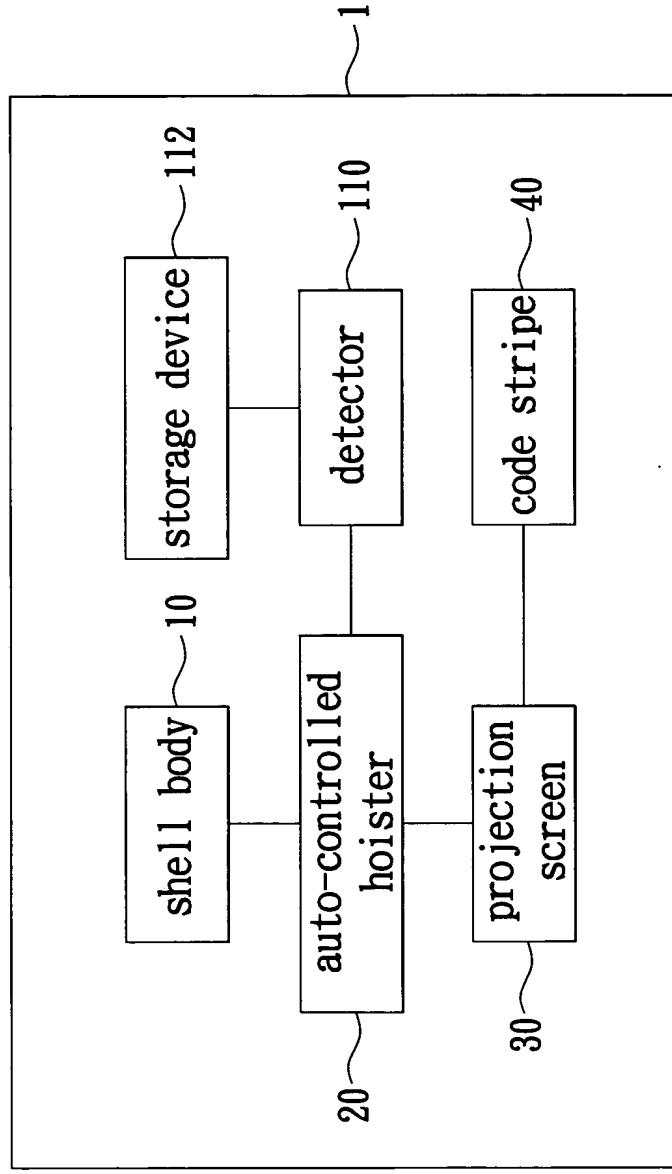 shell body
10
storage device
112
20
auto-controlled
hoister
detector
110
1
30
projection
screen
code stripe
40